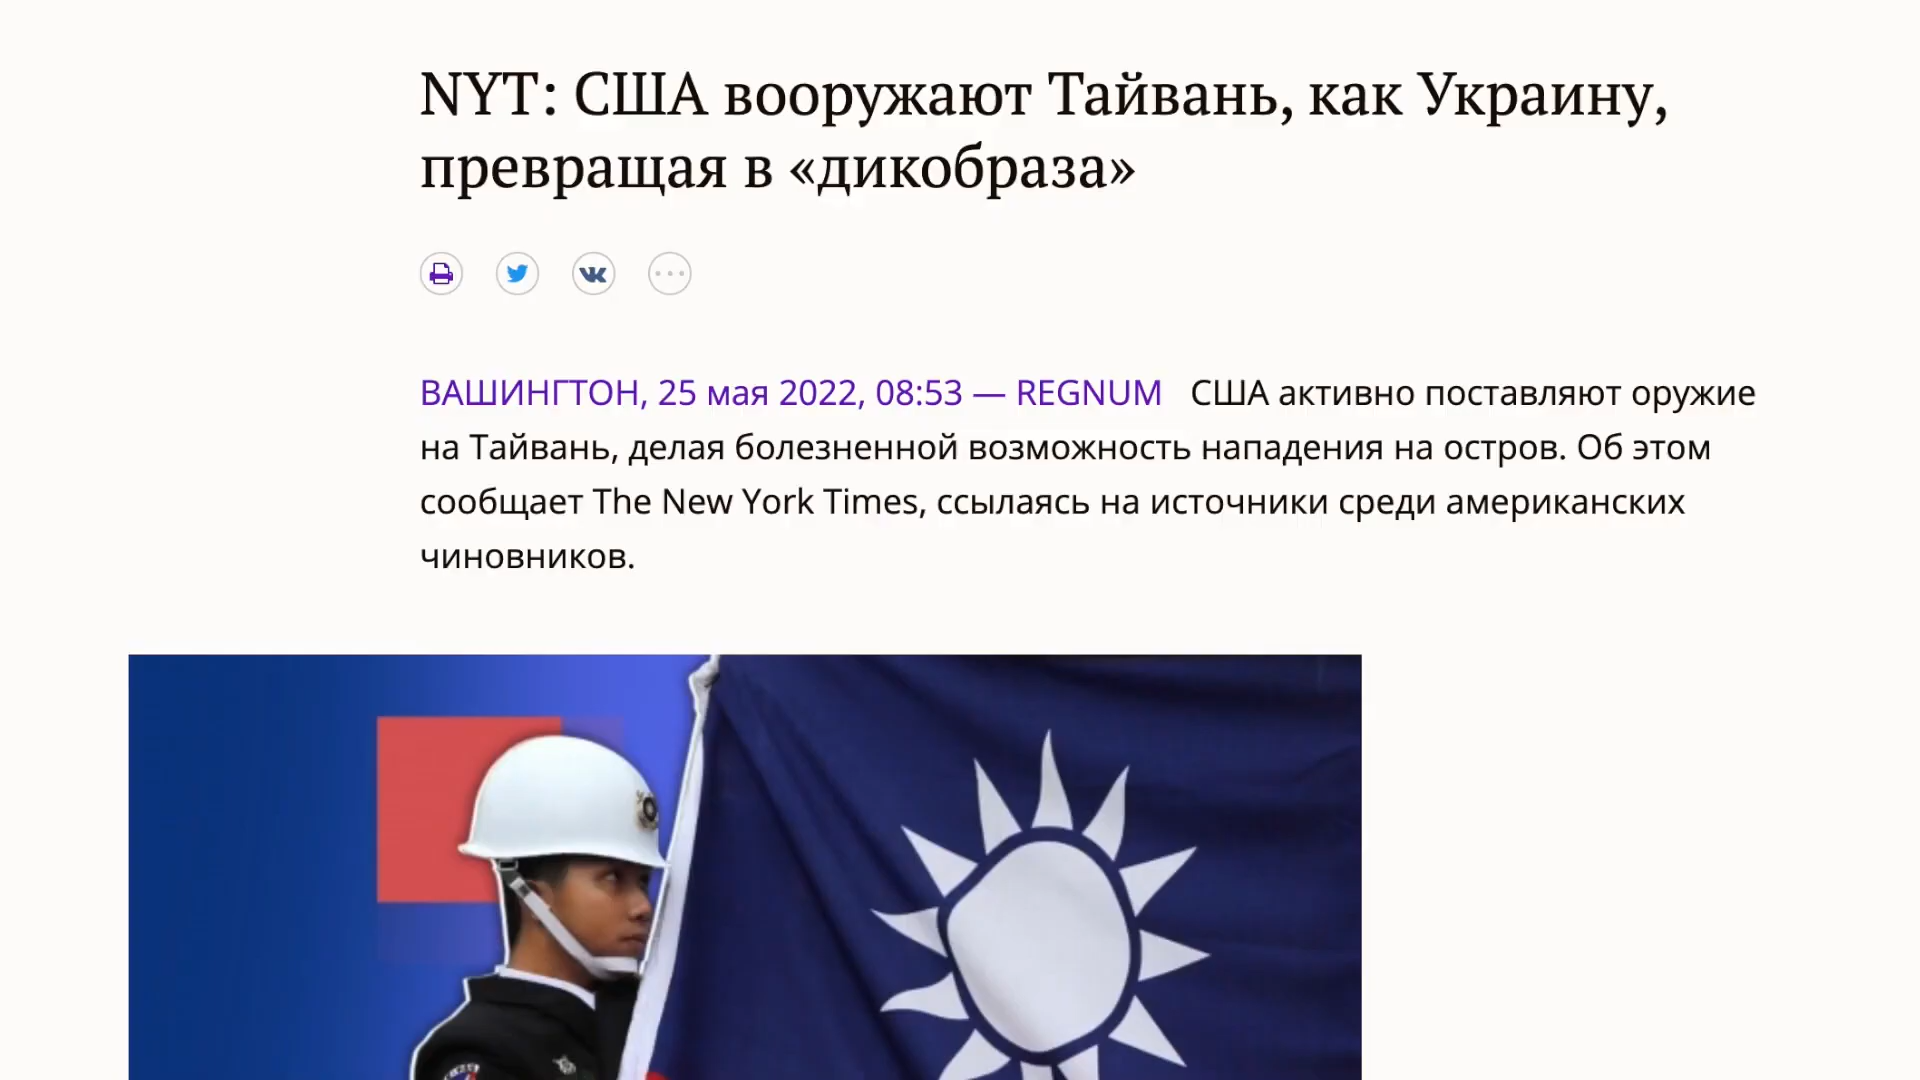 NYT: США вооружают Тайвань, как Украину,
превращая в «дикобраза»
ВАШИНГТОН, 25 мая 2022, 08:53 — REGNUM США активно поставляют оружие
на Тайвань, делая болезненной возможность нападения на остров. Об этом
сообщает The New York Times, ссылаясь на источники среди американских
чиновников.